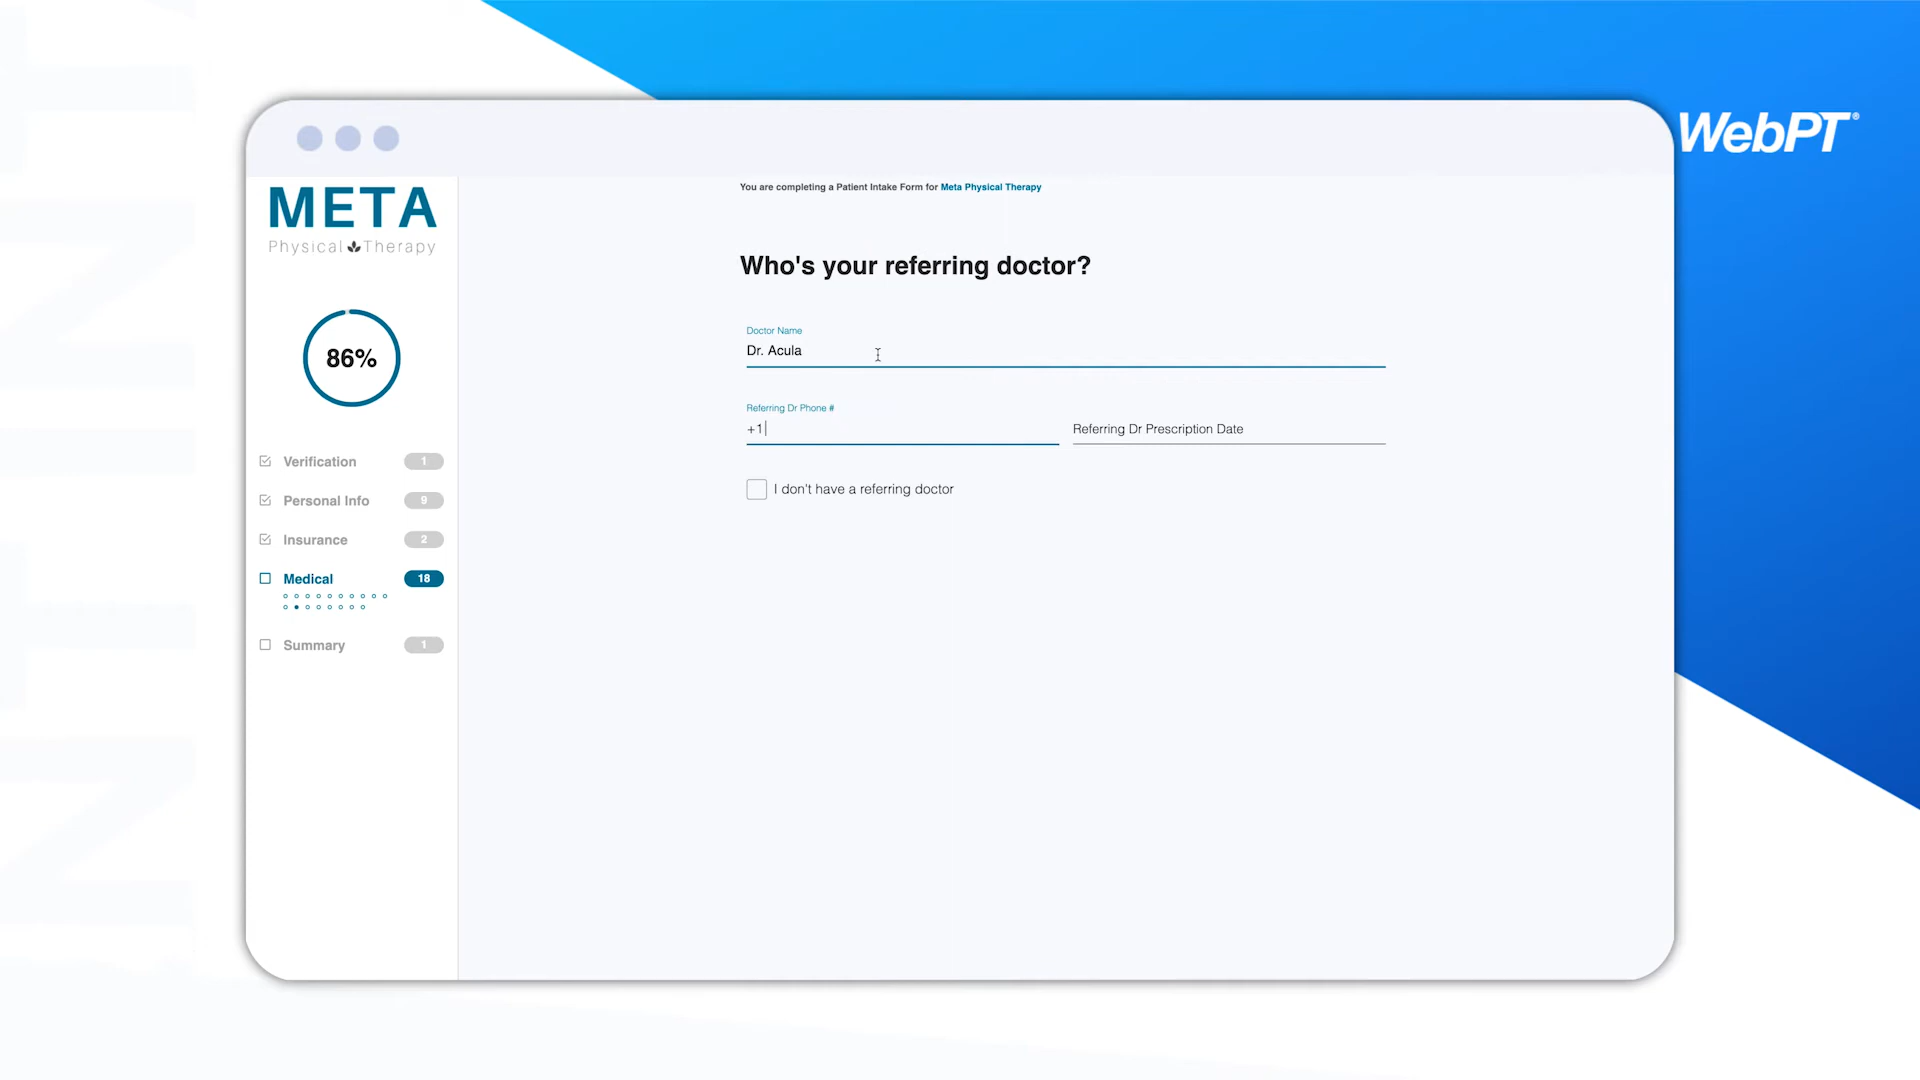 WebPT®
META
Physical Therapy
86%
Verification 1
Personal Info 9
Insurance 2
Medical 18
Summary 1
You are completing a Patient Intake Form for Meta Physical Therapy
Who's your referring doctor?
Doctor Name
Dr. Acula
Referring Dr Phone #
+1
Referring Dr Prescription Date
I don't have a referring doctor